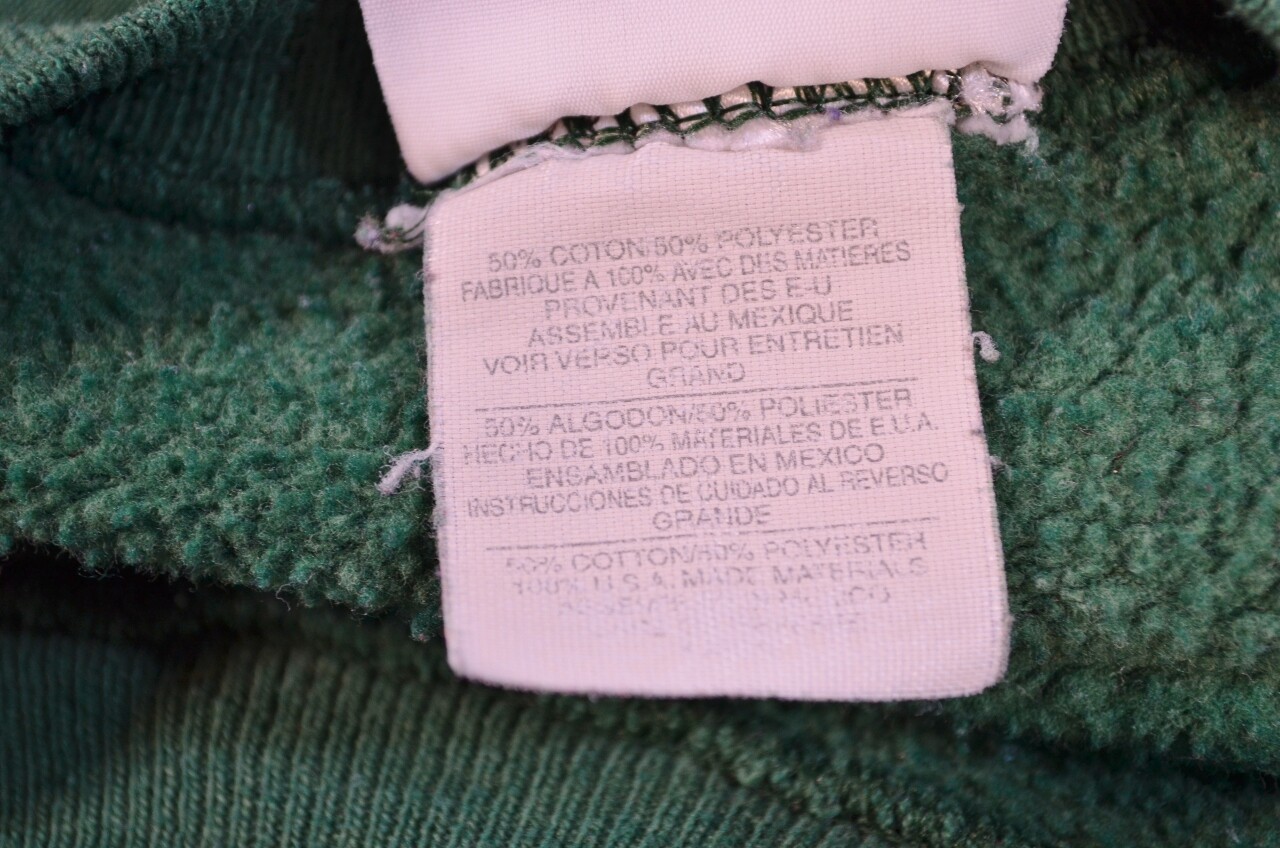 50% COTON/50% POLYESTER
FABRIQUE A 100% AVEC DES MATIERES
PROVENANT DES E-U
ASSEMBLE AU MEXIQUE
VOIR VERSO POUR ENTRETIEN
GRAND
50% ALGODON/50% POLIESTER
HECHO DE 100% MATERIALES DE E.U.A.
ENSAMBLADO EN MEXICO
INSTRUCCIONES DE CUIDADO AL REVERSO
GRANDE
50% COTTON/50% POLYESTER
100% U.S.A. MADE MATERIALS